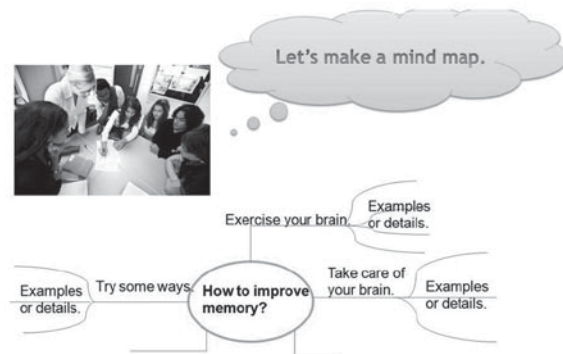 Let's make a mind map.
Exercise your brain.
Examples
or details.
Try some ways.
Examples
or details.
How to improve
memory?
Take care of
your brain.
Examples
or details.